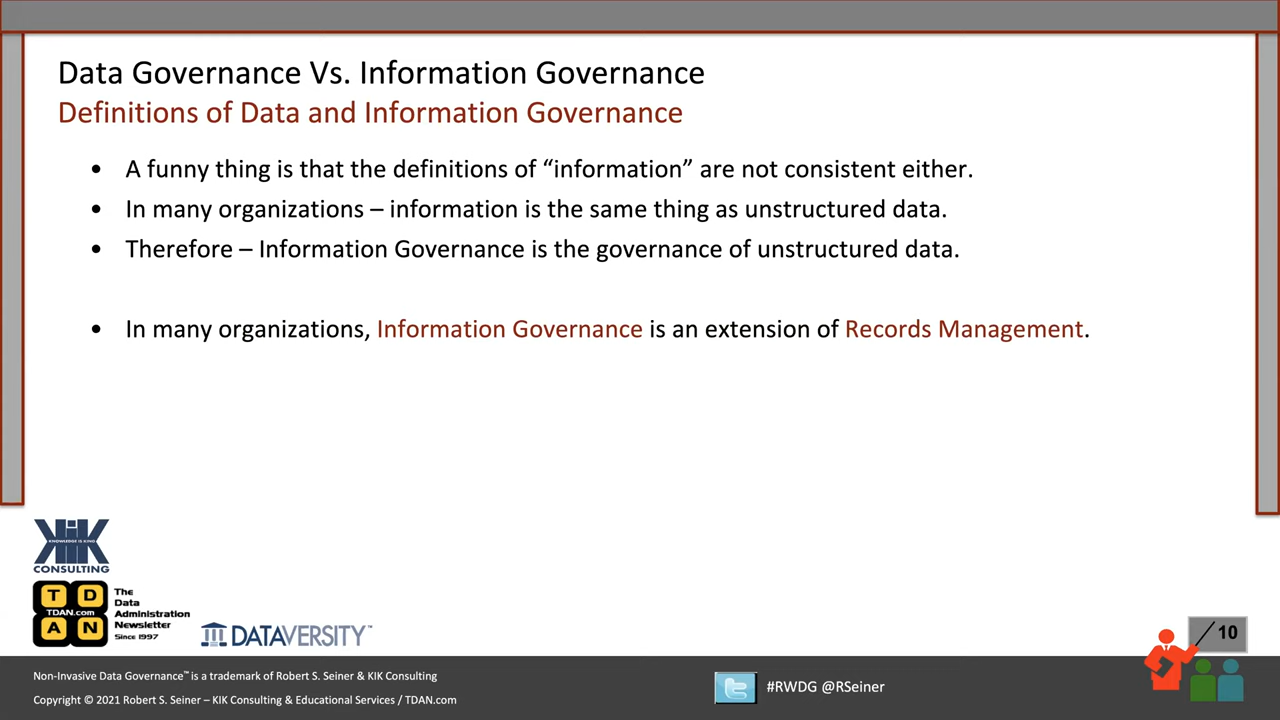 Data Governance Vs. Information Governance
Definitions of Data and Information Governance
• A funny thing is that the definitions of “information” are not consistent either.
• In many organizations – information is the same thing as unstructured data.
• Therefore – Information Governance is the governance of unstructured data.
• In many organizations, Information Governance is an extension of Records Management.
KIK
KNOWLEDGE IS KING
CONSULTING
T D
TDAN.com
A N
The
Data
Administration
Newsletter
Since 1997
DATAVERSITY™
10
Non-Invasive Data Governance™ is a trademark of Robert S. Seiner & KIK Consulting
Copyright © 2021 Robert S. Seiner – KIK Consulting & Educational Services / TDAN.com
#RWDG @RSeiner